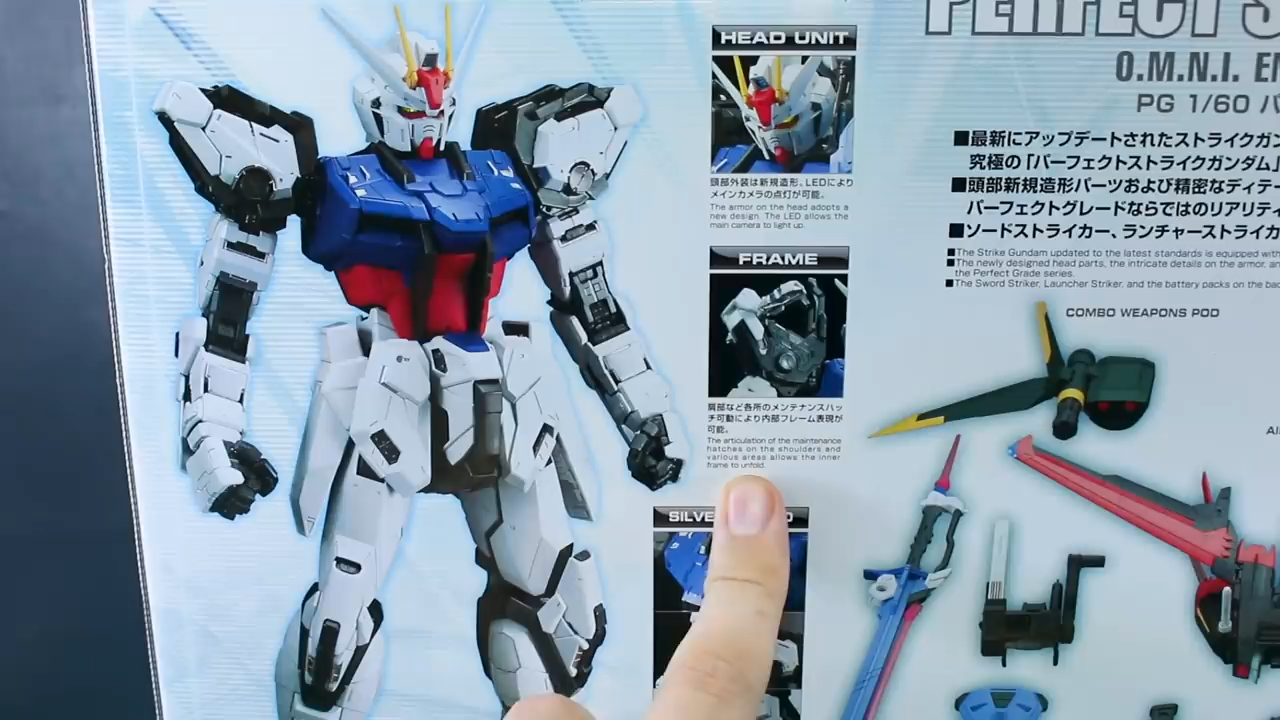 HEAD UNIT
頭部外装は新規造形。LEDにより
メインカメラの点灯が可能。
The armor on the head adopts a
new design. The LED allows the
main camera to light up.
FRAME
肩部など各所のメンテナンスハッ
チ可動により内部フレーム表現が
可能。
The articulation of the maintenance
hatches on the shoulders and
various areas allows the inner
frame to unfold.
PERFECT S
O.M.N.I. EN
PG 1/60 パ
■最新にアップデートされたストライクガン
究極の「パーフェクトストライクガンダム」
■頭部新規造形パーツおよび精密なディテー
パーフェクトグレードならではのリアリティ
■ソードストライカー、ランチャーストライカ
■The Strike Gundam updated to the latest standards is equipped with
■The newly designed head parts, the intricate details on the armor, an
the Perfect Grade series.
■The Sword Striker, Launcher Striker, and the battery packs on the ba
COMBO WEAPONS POD